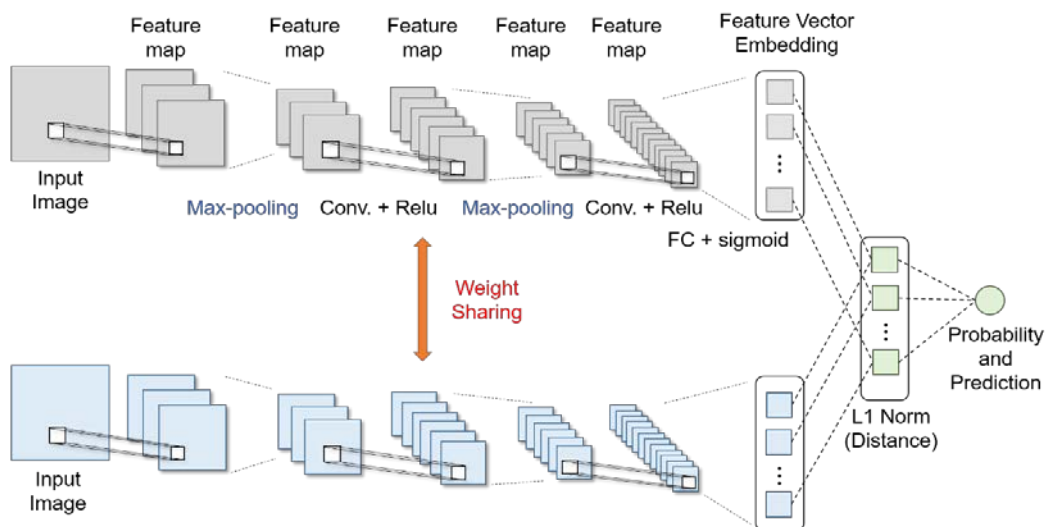 Feature
map
Feature
map
Feature
map
Feature
map
Feature
map
Feature Vector
Embedding
Input
Image
Max-pooling
Conv. + Relu
Max-pooling
Conv. + Relu
FC + sigmoid
Weight
Sharing
Probability
and
Prediction
L1 Norm
(Distance)
Input
Image